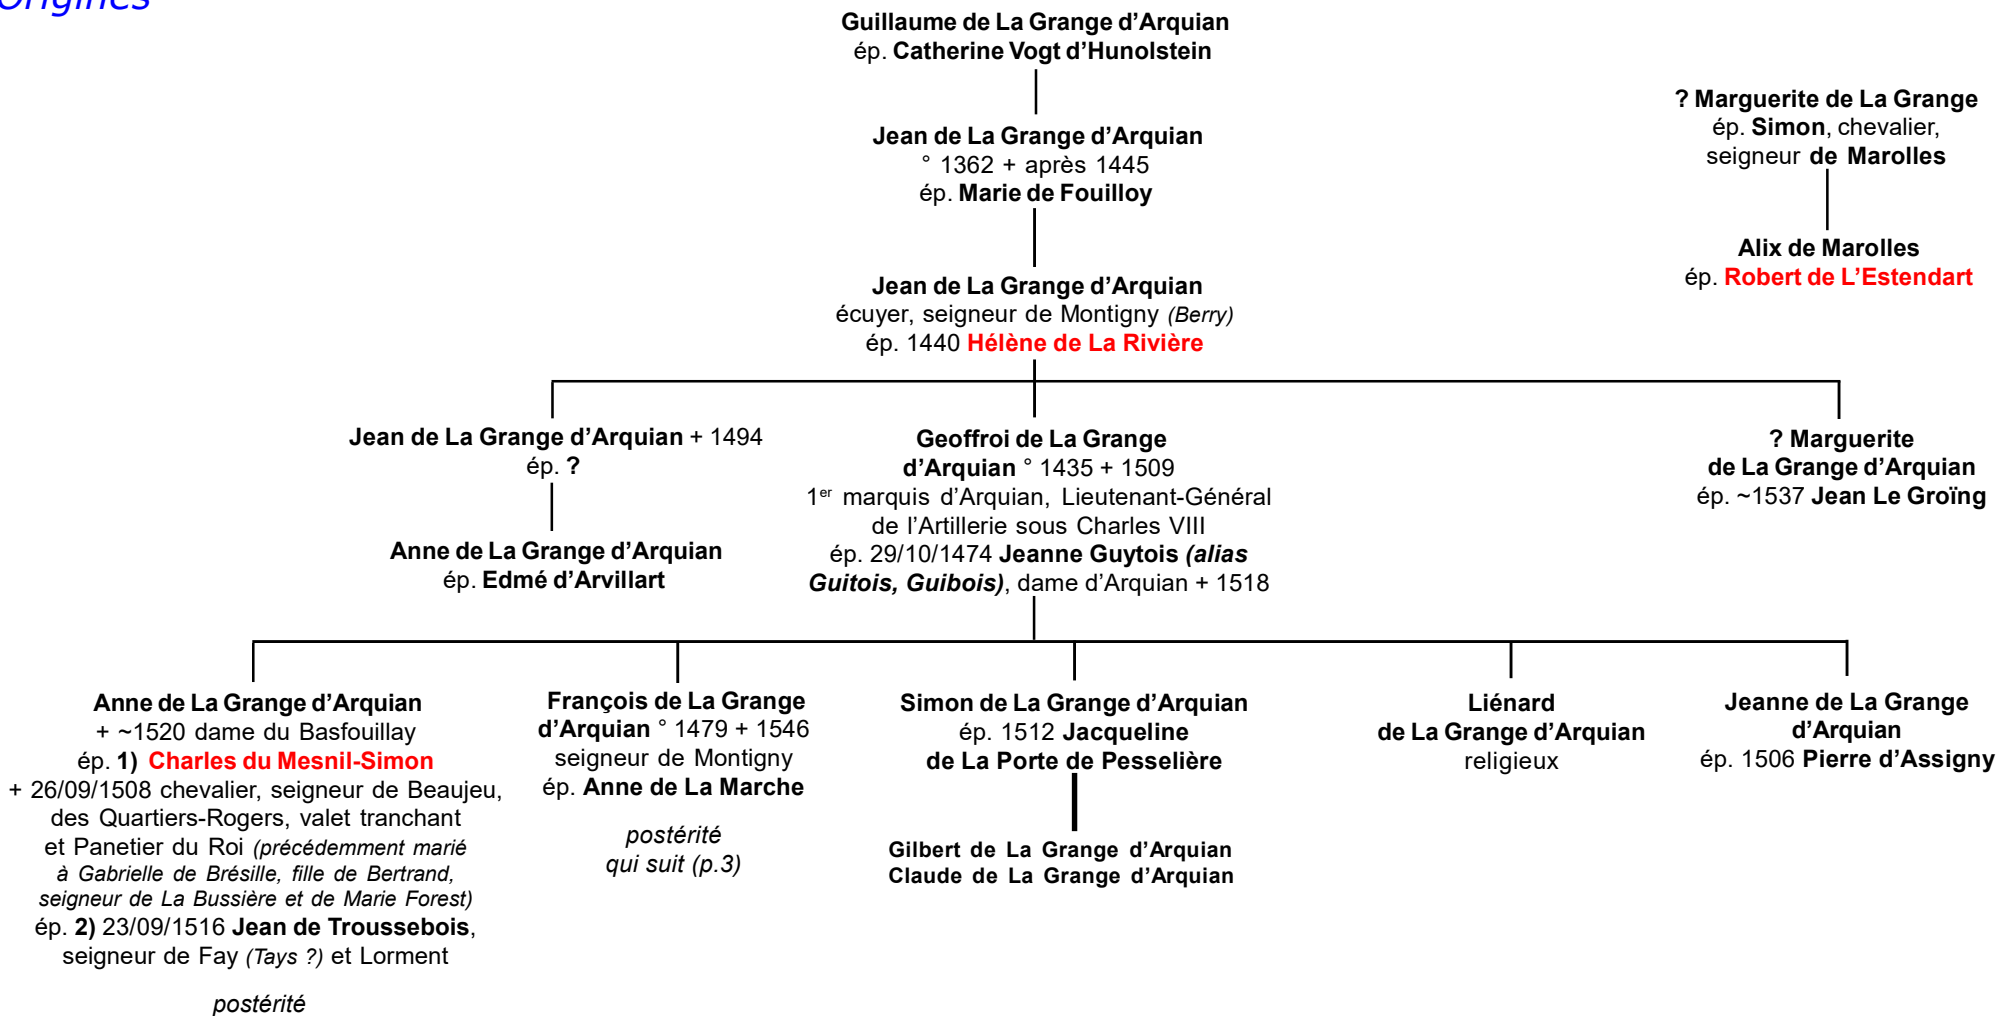 Origines
Guillaume de La Grange d’Arquian
ép. Catherine Vogt d’Hunolstein
? Marguerite de La Grange
ép. Simon, chevalier,
seigneur de Marolles
Jean de La Grange d’Arquian
° 1362 + après 1445
ép. Marie de Fouilloy
Alix de Marolles
ép. Robert de L’Estendart
Jean de La Grange d’Arquian
écuyer, seigneur de Montigny (Berry)
ép. 1440 Hélène de La Rivière
Jean de La Grange d’Arquian + 1494
ép. ?
Geoffroi de La Grange
d’Arquian ° 1435 + 1509
1er marquis d’Arquian, Lieutenant-Général
de l’Artillerie sous Charles VIII
ép. 29/10/1474 Jeanne Guytois (alias
Guitois, Guibois), dame d’Arquian + 1518
? Marguerite
de La Grange d’Arquian
ép. ~1537 Jean Le Groïng
Anne de La Grange d’Arquian
ép. Edmé d’Arvillart
Anne de La Grange d’Arquian
+ ~1520 dame du Basfouillay
ép. 1) Charles du Mesnil-Simon
+ 26/09/1508 chevalier, seigneur de Beaujeu,
des Quartiers-Rogers, valet tranchant
et Panetier du Roi (précédemment marié
à Gabrielle de Brésille, fille de Bertrand,
seigneur de La Bussière et de Marie Forest)
ép. 2) 23/09/1516 Jean de Troussebois,
seigneur de Fay (Tays ?) et Lorment
postérité
François de La Grange
d’Arquian ° 1479 + 1546
seigneur de Montigny
ép. Anne de La Marche
postérité
qui suit (p.3)
Simon de La Grange d’Arquian
ép. 1512 Jacqueline
de La Porte de Pesselière
Gilbert de La Grange d’Arquian
Claude de La Grange d’Arquian
Liénard
de La Grange d’Arquian
religieux
Jeanne de La Grange
d’Arquian
ép. 1506 Pierre d’Assigny